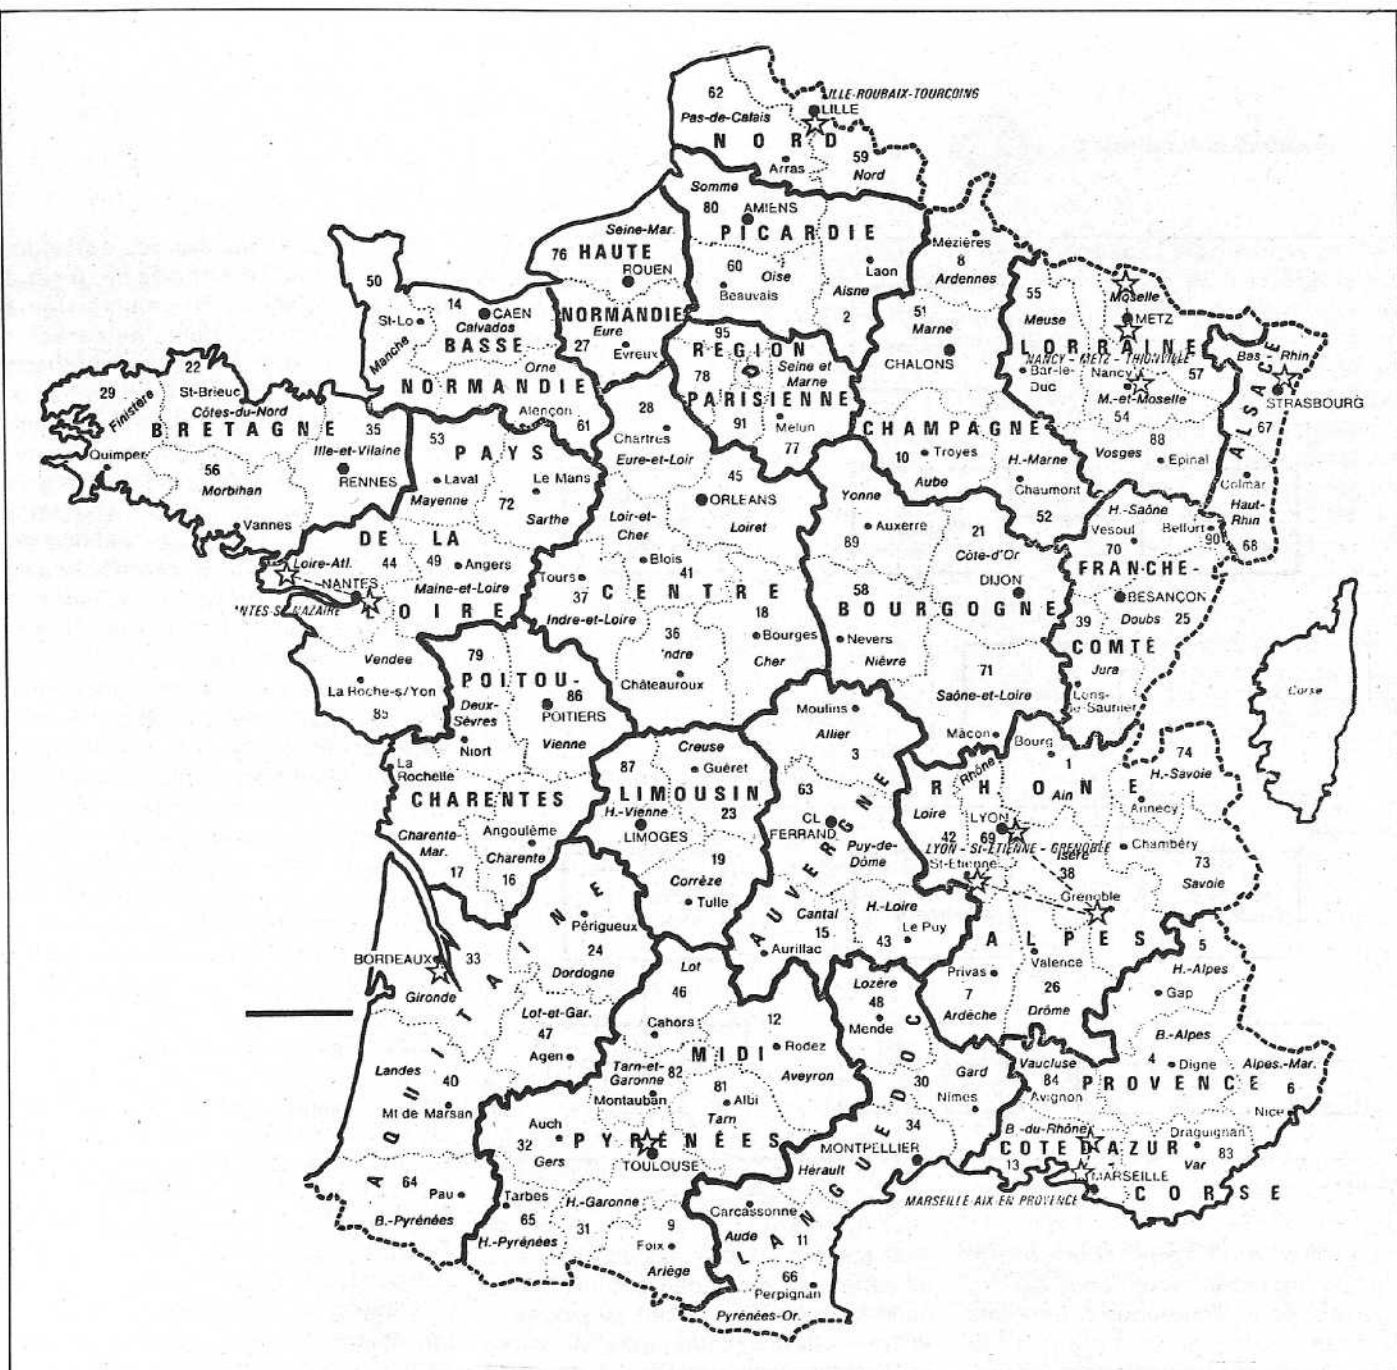 62
LILLE-ROUBAIX-TOURCOING
LILLE
Pas-de-Calais
NORD
Arras
59
Nord
Somme
80
AMIENS
PICARDIE
60
Oise
Beauvais
Laon
Aisne
2
Seine-Mar.
76
HAUTE
ROUEN
NORMANDIE
Eure
27
Evreux
Mézières
8
Ardennes
51
Marne
CHALONS
CHAMPAGNE
10
Troyes
Aube
H.-Marne
Chaumont
52
55
Meuse
Moselle
METZ
LORRAINE
NANCY - METZ - THIONVILLE
Bar-le-Duc
Nancy
57
M.-et-Moselle
54
Vosges
88
Epinal
ALSACE
Bas-Rhin
STRASBOURG
67
Colmar
Haut-Rhin
68
50
St-Lo
Manche
14
CAEN
Calvados
BASSE
Orne
NORMANDIE
Alençon
61
95
REGION
78
Seine et Marne
PARISIENNE
91
Melun
77
29
Finistère
22
St-Brieuc
Côtes-du-Nord
BRETAGNE
35
Ille-et-Vilaine
Quimper
56
Morbihan
RENNES
Vannes
53
PAYS
Laval
Mayenne
Le Mans
72
Sarthe
DE LA
Loire-Atl.
44
49
Angers
NANTES
Maine-et-Loire
ANTES-ST-NAZAIRE
LOIRE
Vendee
La Roche-s/Yon
85
28
Chartres
Eure-et-Loir
45
ORLEANS
Loiret
Loir-et-Cher
Blois
41
Tours
37
CENTRE
Indre-et-Loire
18
36
Bourges
'ndre
Cher
Châteauroux
Yonne
Auxerre
89
21
Côte-d'Or
DIJON
58
BOURGOGNE
Nevers
Nièvre
71
Saône-et-Loire
Mâcon
H.-Saône
Vesoul
Belfort
90
70
FRANCHE-
BESANÇON
39
Doubs
25
COMTÉ
Jura
Lons-le-Saunier
Corse
79
POITOU-
86
Deux-Sèvres
POITIERS
Niort
Vienne
La Rochelle
CHARENTES
Charente-Mar.
Angoulême
Charente
17
16
Creuse
87
Guéret
LIMOUSIN
H.-Vienne
23
LIMOGES
19
Corrèze
Tulle
Moulins
Allier
3
63
CL FERRAND
AUVERGNE
Puy-de-Dôme
Cantal
15
H.-Loire
Aurillac
43
Le Puy
Bourg
1
74
H.-Savoie
Rhône
RHONE
Ain
Loire
Annecy
LYON
42
69
LYON - ST-ETIENNE - GRENOBLE
Isère
Chambéry
St-Etienne
38
73
Savoie
Grenoble
ALPES
Valence
Privas
7
26
Ardèche
Drôme
BORDEAUX
33
Gironde
Périgueux
24
Dordogne
AQUITAINE
Lot-et-Gar.
47
Agen
Landes
40
Mt de Marsan
64
Pau
B.-Pyrénées
Lot
46
Cahors
12
MIDI
Rodez
Tarn-et-Garonne
82
Aveyron
81
Montauban
Albi
Tarn
Auch
32
PYRÉNÉES
Gers
TOULOUSE
Tarbes
H.-Garonne
65
31
9
H.-Pyrénées
Foix
Ariège
Lozère
48
Mende
Gard
30
Nîmes
34
MONTPELLIER
Hérault
LANGUEDOC
Carcassonne
Aude
11
66
Perpignan
Pyrénées-Or.
5
H.-Alpes
Gap
B.-Alpes
4
Digne
Alpes-Mar.
Vaucluse
84
PROVENCE
6
Avignon
Nice
B.-du-Rhône
Draguignan
COTE D'AZUR
83
13
Var
MARSEILLE
MARSEILLE-AIX EN PROVENCE
CORSE